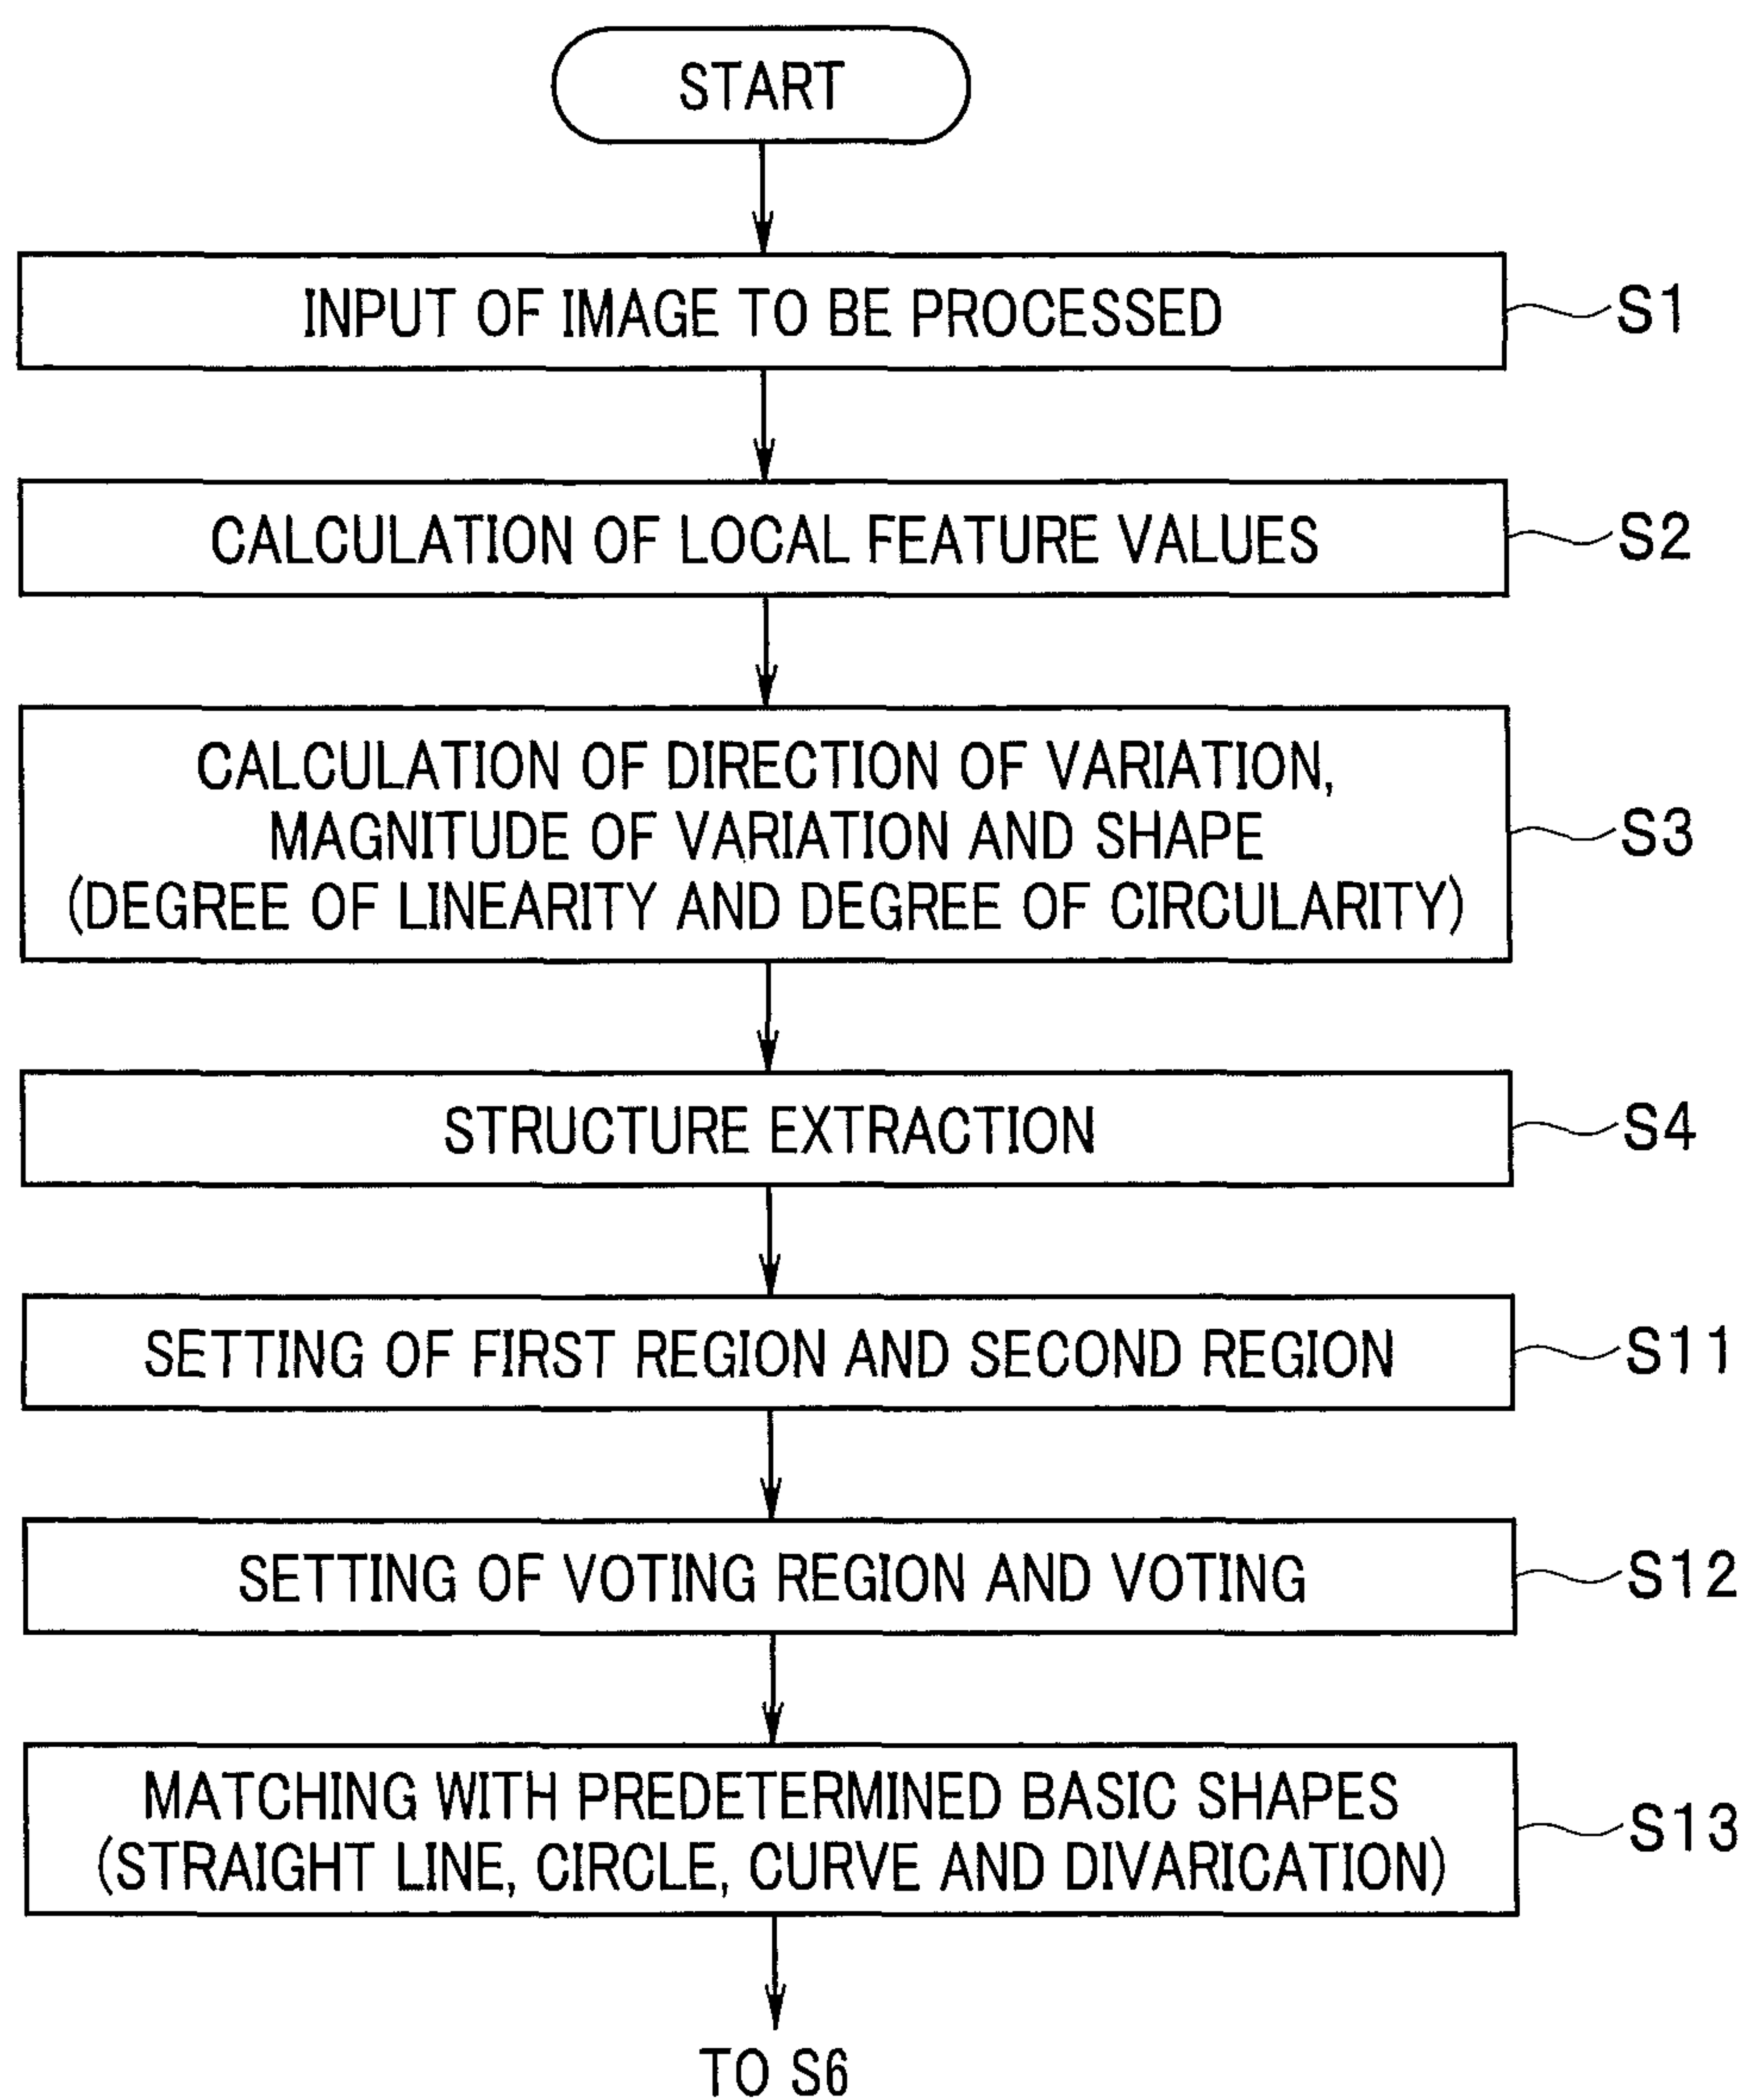 START
INPUT OF IMAGE TO BE PROCESSED
S1
CALCULATION OF LOCAL FEATURE VALUES
S2
CALCULATION OF DIRECTION OF VARIATION,
MAGNITUDE OF VARIATION AND SHAPE
(DEGREE OF LINEARITY AND DEGREE OF CIRCULARITY)
S3
STRUCTURE EXTRACTION
S4
SETTING OF FIRST REGION AND SECOND REGION
S11
SETTING OF VOTING REGION AND VOTING
S12
MATCHING WITH PREDETERMINED BASIC SHAPES
(STRAIGHT LINE, CIRCLE, CURVE AND DIVARICATION)
S13
TO S6